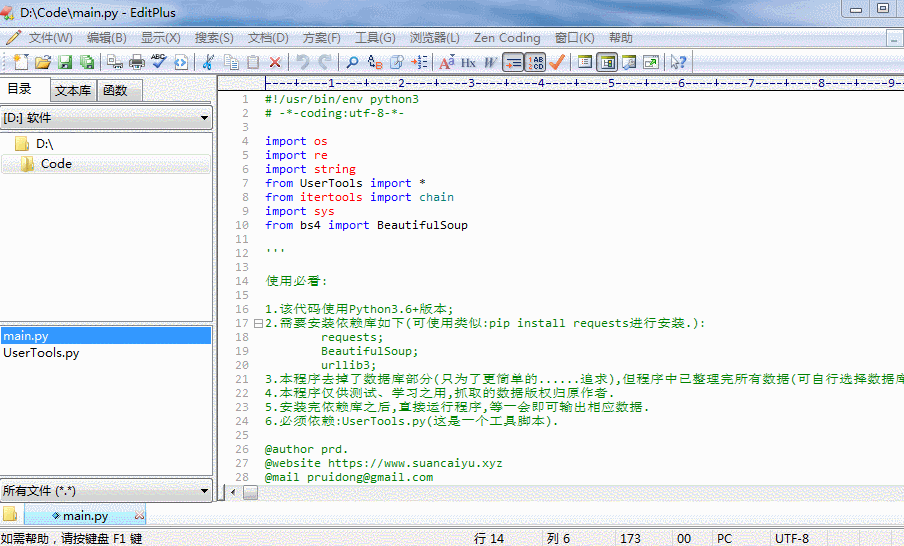 D:\Code\main.py - EditPlus
文件(W) 编辑(B) 显示(X) 搜索(S) 文档(D) 方案(F) 工具(G) 浏览器(L) Zen Coding 窗口(K) 帮助
目录 文本库 函数
[D:] 软件
D:\
Code
main.py
UserTools.py
所有文件 (*.*)
----+----1----+----2----+----3----+----4----+----5----+----6----+----7----+----8----+----9--
1 #!/usr/bin/env python3
2 # -*-coding:utf-8-*-
3
4 import os
5 import re
6 import string
7 from UserTools import *
8 from itertools import chain
9 import sys
10 from bs4 import BeautifulSoup
11
12 '''
13
14 使用必看:
15
16 1.该代码使用Python3.6+版本;
17 2.需要安装依赖库如下(可使用类似:pip install requests进行安装.):
18 requests;
19 BeautifulSoup;
20 urllib3;
21 3.本程序去掉了数据库部分(只为了更简单的......追求),但程序中已整理完所有数据(可自行选择数据库
22 4.本程序仅供测试、学习之用,抓取的数据版权归原作者.
23 5.安装完依赖库之后,直接运行程序,等一会即可输出相应数据.
24 6.必须依赖:UserTools.py(这是一个工具脚本).
25
26 @author prd.
27 @website https://www.suancaiyu.xyz
28 @mail pruidong@gmail.com
main.py
如需帮助，请按键盘 F1 键 行 14 列 6 173 00 PC UTF-8